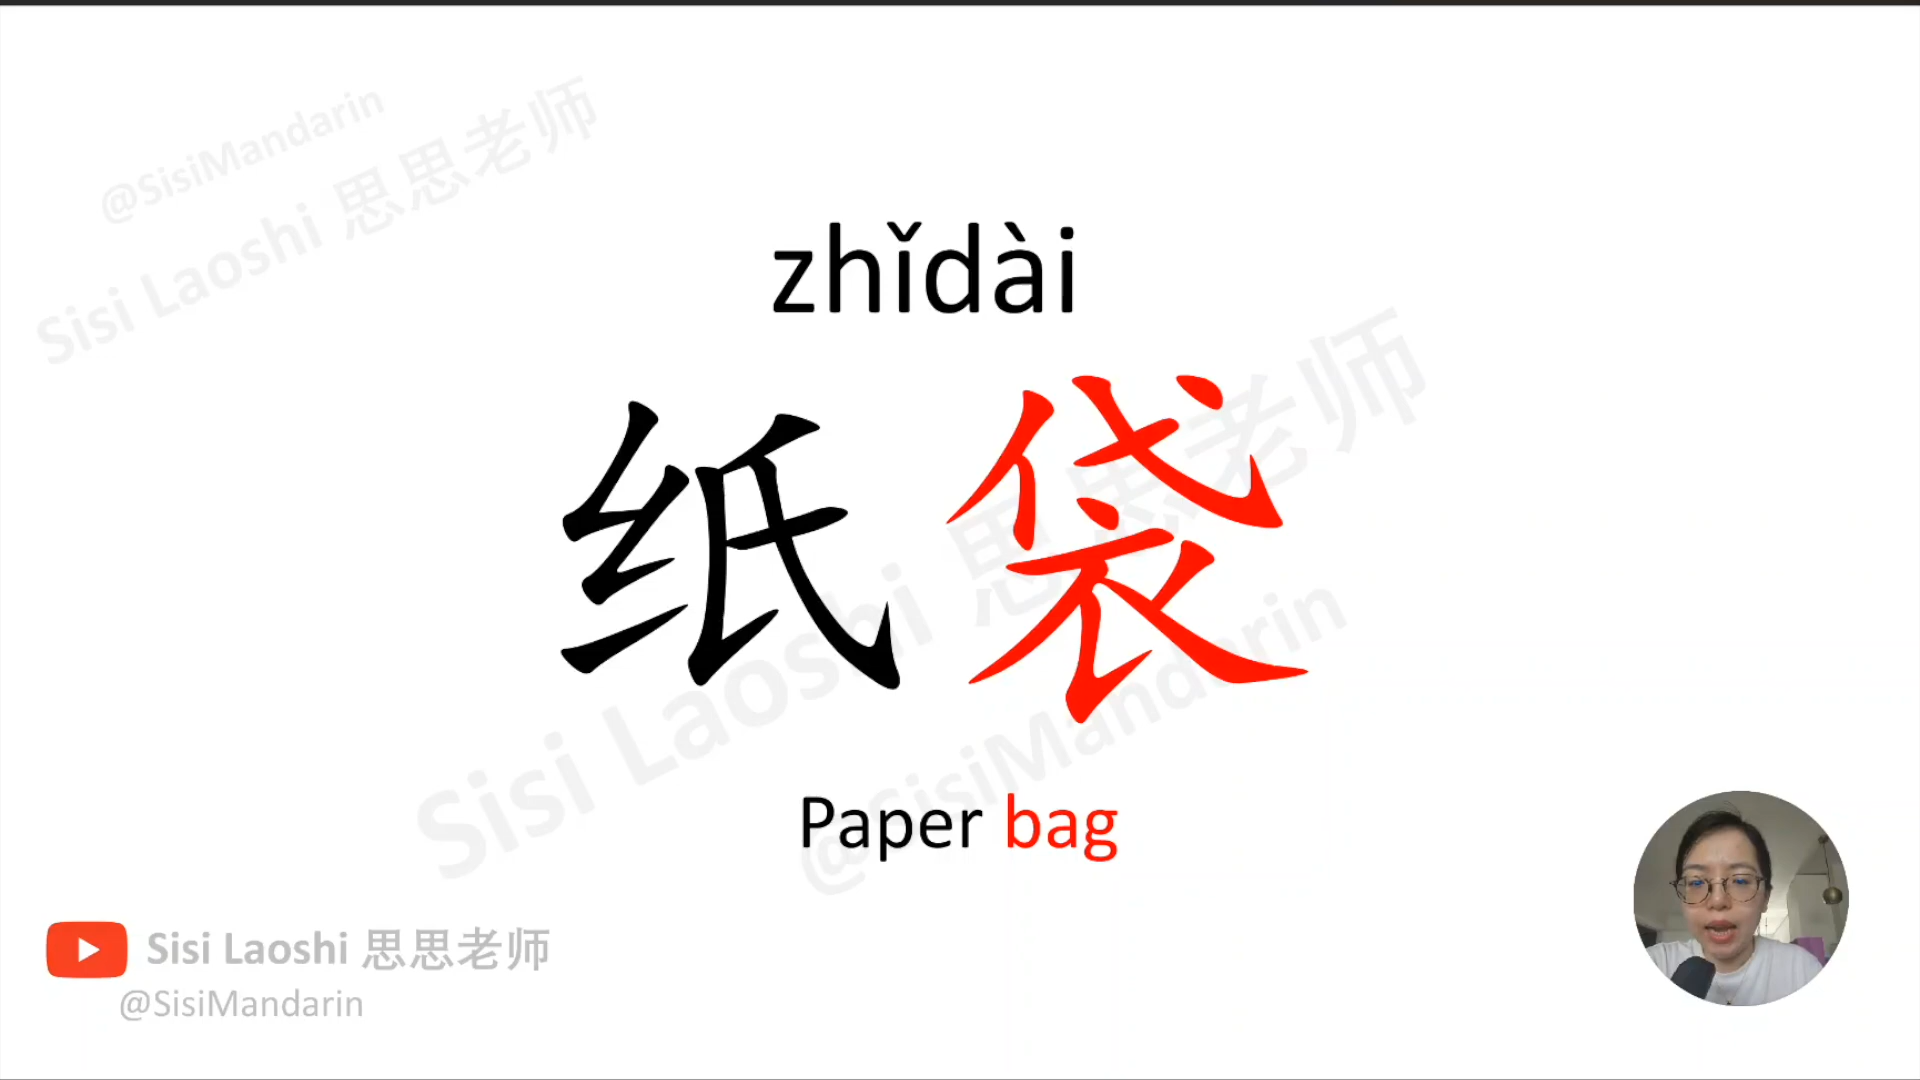 @SisiMandarin
Sisi Laoshi 思思老师
zhǐdài
纸袋
Sisi Laoshi 思思老师
@SisiMandarin
Paper bag
Sisi Laoshi 思思老师
@SisiMandarin